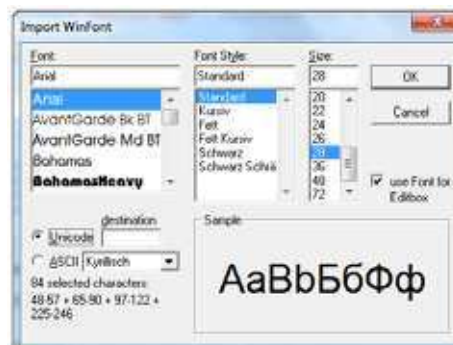 Import WinFont
Font:
Arial
Arial
AvantGarde Bk BT
AvantGarde Md BT
Bahamas
BahamasHeavy
Font Style:
Standard
Standard
Kursiv
Fett
Fett Kursiv
Schwarz
Schwarz Schrä
Size:
28
20
22
24
26
28
36
48
72
OK
Cancel
use Font for
Editbox
destination
Unicode
ASCII Kyrillisch
84 selected characters:
48-57 + 65-90 + 97-122 +
225-246
Sample
AaBbБбФф